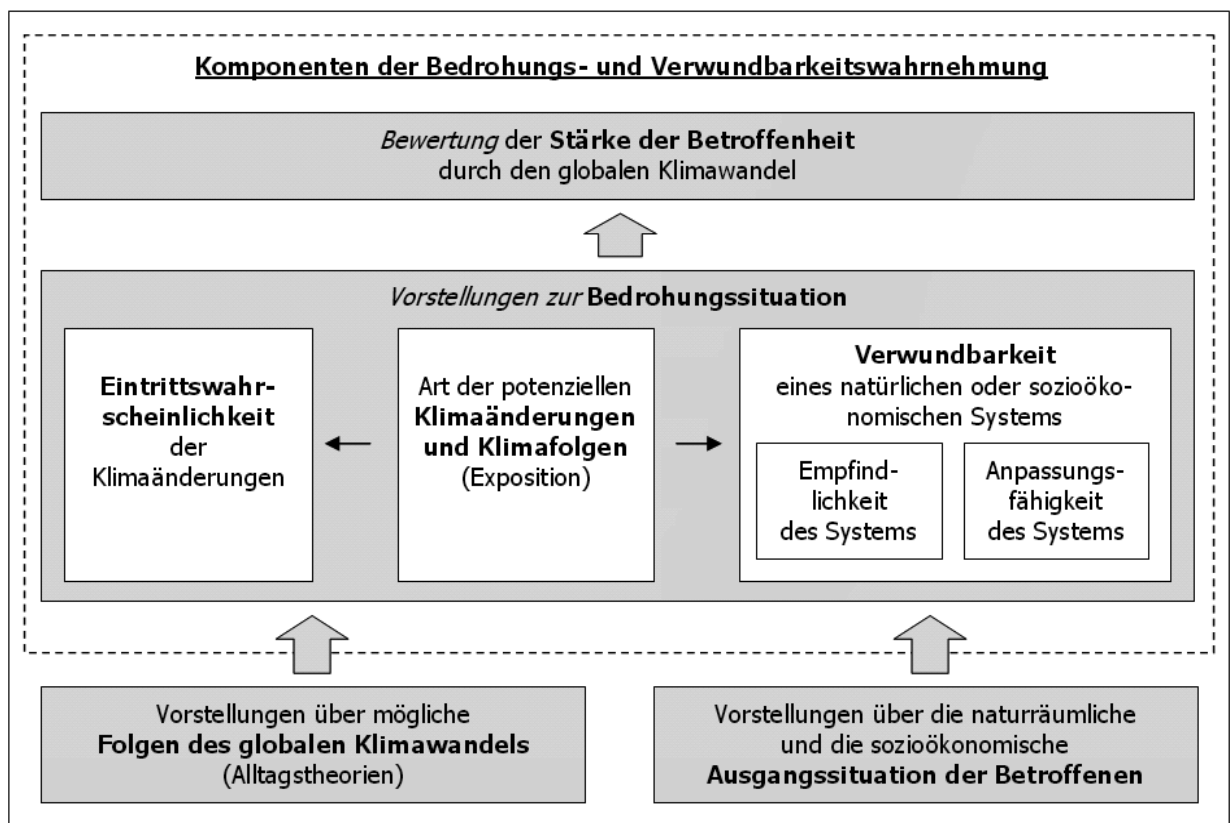 Komponenten der Bedrohungs- und Verwundbarkeitswahrnehmung
Bewertung der Stärke der Betroffenheit
durch den globalen Klimawandel
Vorstellungen zur Bedrohungssituation
Eintrittswahr-
scheinlichkeit
der
Klimaänderungen
Art der potenziellen
Klimaänderungen
und Klimafolgen
(Exposition)
Verwundbarkeit
eines natürlichen oder sozioöko-
nomischen Systems
Empfind-
lichkeit
des Systems
Anpassungs-
fähigkeit
des Systems
Vorstellungen über mögliche
Folgen des globalen Klimawandels
(Alltagstheorien)
Vorstellungen über die naturräumliche
und die sozioökonomische
Ausgangssituation der Betroffenen